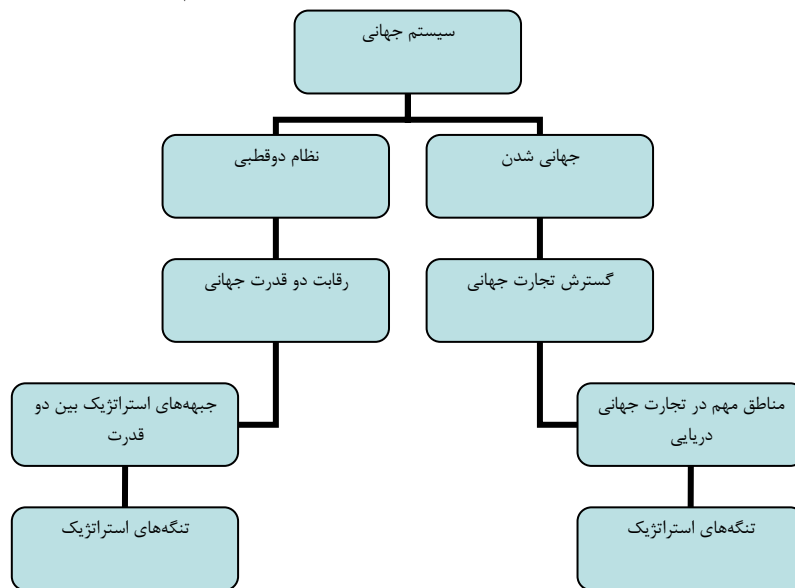 سیستم جهانی
جهانی شدن
نظام دوقطبی
گسترش تجارت جهانی
رقابت دو قدرت جهانی
مناطق مهم در تجارت جهانی
دریایی
جبهه‌های استراتژیک بین دو
قدرت
تنگه‌های استراتژیک
تنگه‌های استراتژیک